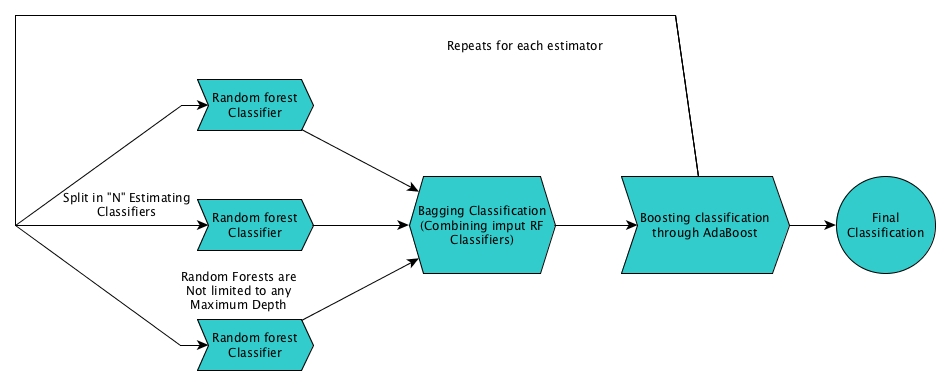 Repeats for each estimator
Random forest
Classifier
Split in "N" Estimating
Classifiers
Random forest
Classifier
Bagging Classification
(Combining imput RF
Classifiers)
Boosting classification
through AdaBoost
Final
Classification
Random Forests are
Not limited to any
Maximum Depth
Random forest
Classifier